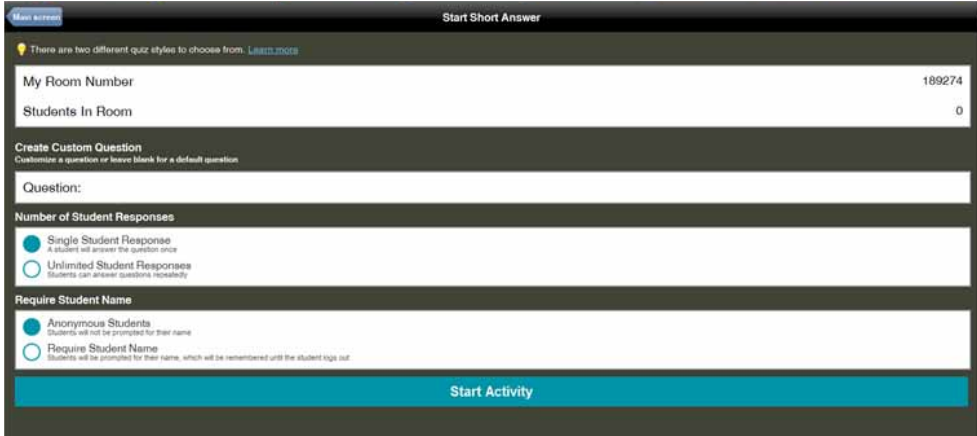 Main screen
Start Short Answer
There are two different quiz styles to choose from. Learn more
My Room Number 189274
Students In Room 0
Create Custom Question
Customize a question or leave blank for a default question
Question:
Number of Student Responses
Single Student Response
A student will answer the question once
Unlimited Student Responses
Students can answer questions repeatedly
Require Student Name
Anonymous Students
Students will not be prompted for their name
Require Student Name
Students will be prompted for their name, which will be remembered until the student logs out
Start Activity